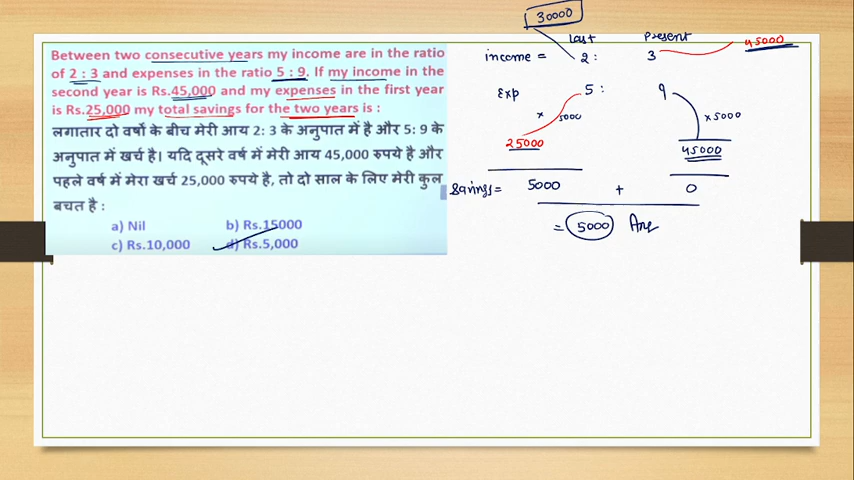 Between two consecutive years my income are in the ratio
of 2 : 3 and expenses in the ratio 5 : 9. If my income in the
second year is Rs.45,000 and my expenses in the first year
is Rs.25,000 my total savings for the two years is :
लगातार दो वर्षो के बीच मेरी आय 2: 3 के अनुपात में है और 5: 9 के
अनुपात में खर्च है। यदि दूसरे वर्ष में मेरी आय 45,000 रुपये है और
पहले वर्ष में मेरा खर्च 25,000 रुपये है, तो दो साल के लिए मेरी कुल
बचत है :
a) Nil b) Rs.15000
c) Rs.10,000 d) Rs.5,000
30000
last present 45000
income = 2 : 3
Exp 5 : 9
× 5000 × 5000
25000 45000
Savings = 5000 + 0
= 5000 Ans